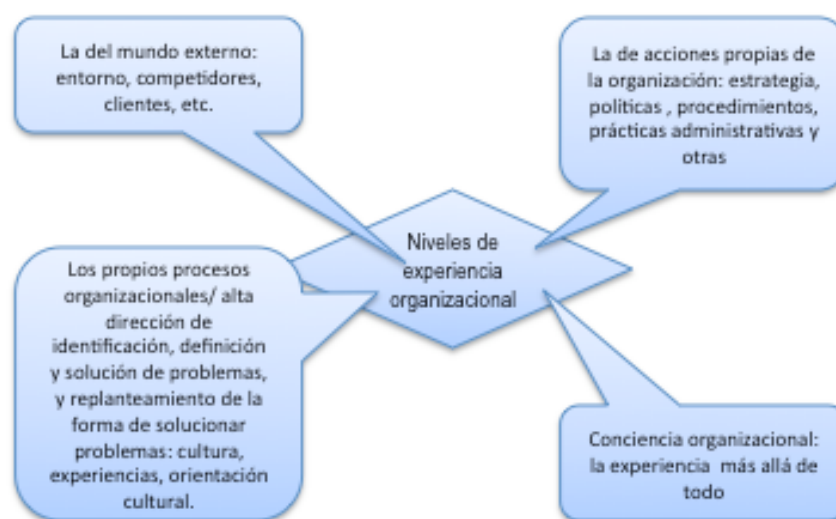 La del mundo externo:
entorno, competidores,
clientes, etc.
La de acciones propias de
la organización: estrategia,
políticas , procedimientos,
prácticas administrativas y
otras
Niveles de
experiencia
organizacional
Los propios procesos
organizacionales/ alta
dirección de
identificación, definición
y solución de problemas,
y replanteamiento de la
forma de solucionar
problemas: cultura,
experiencias, orientación
cultural.
Conciencia organizacional:
la experiencia más allá de
todo